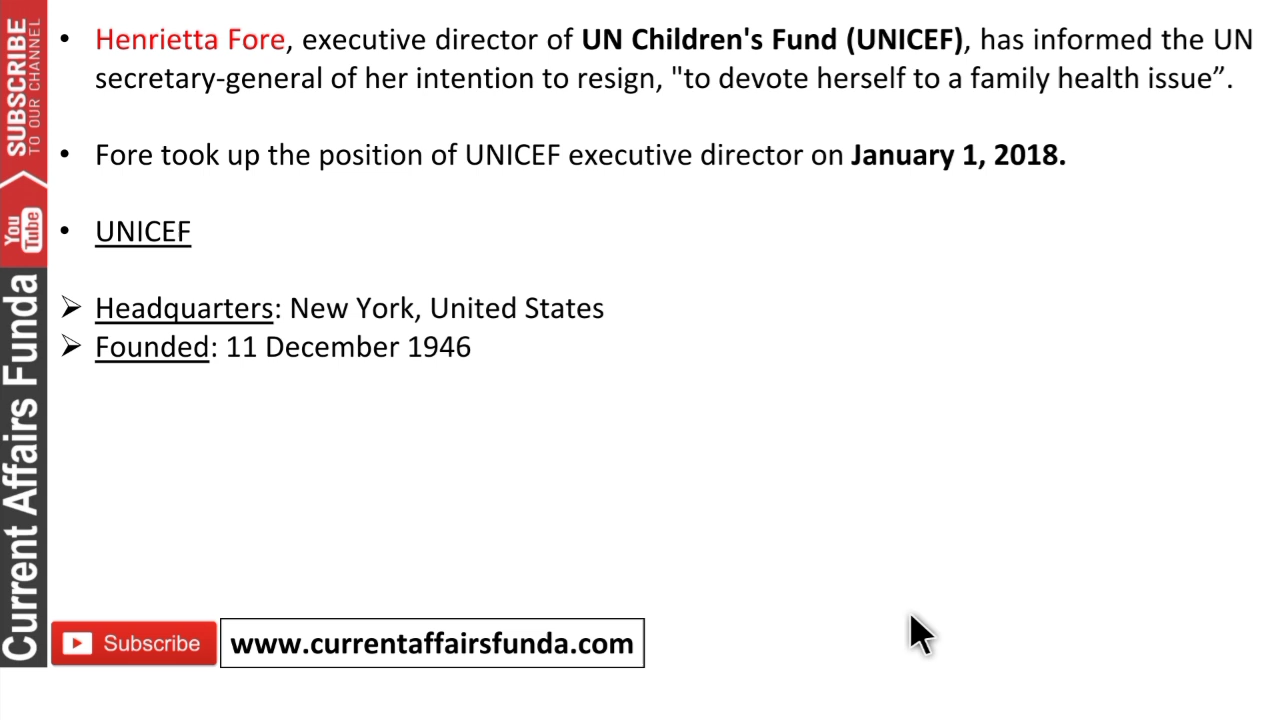 • Henrietta Fore, executive director of UN Children's Fund (UNICEF), has informed the UN
secretary-general of her intention to resign, "to devote herself to a family health issue”.
• Fore took up the position of UNICEF executive director on January 1, 2018.
• UNICEF
➢ Headquarters: New York, United States
➢ Founded: 11 December 1946
SUBSCRIBE
TO OUR CHANNEL
You
Tube
Current Affairs Funda
Subscribe
www.currentaffairsfunda.com